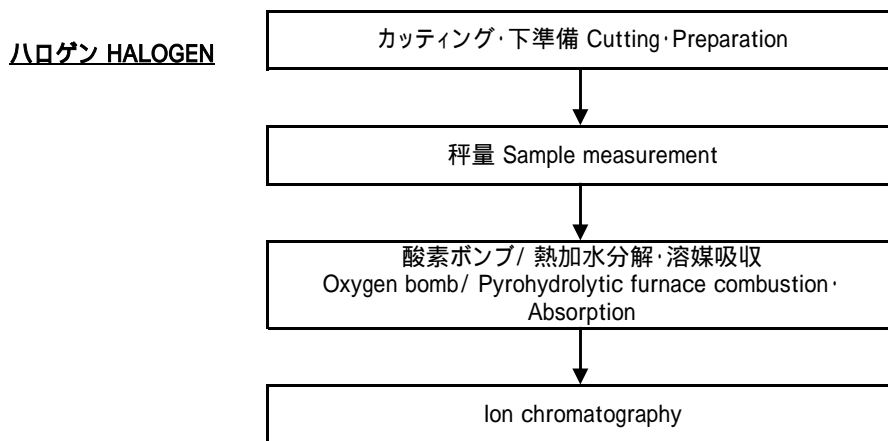 ハロゲン HALOGEN
カッティング・下準備 Cutting・Preparation
秤量 Sample measurement
酸素ボンブ/ 熱加水分解・溶媒吸収
Oxygen bomb/ Pyrohydrolytic furnace combustion・
Absorption
Ion chromatography